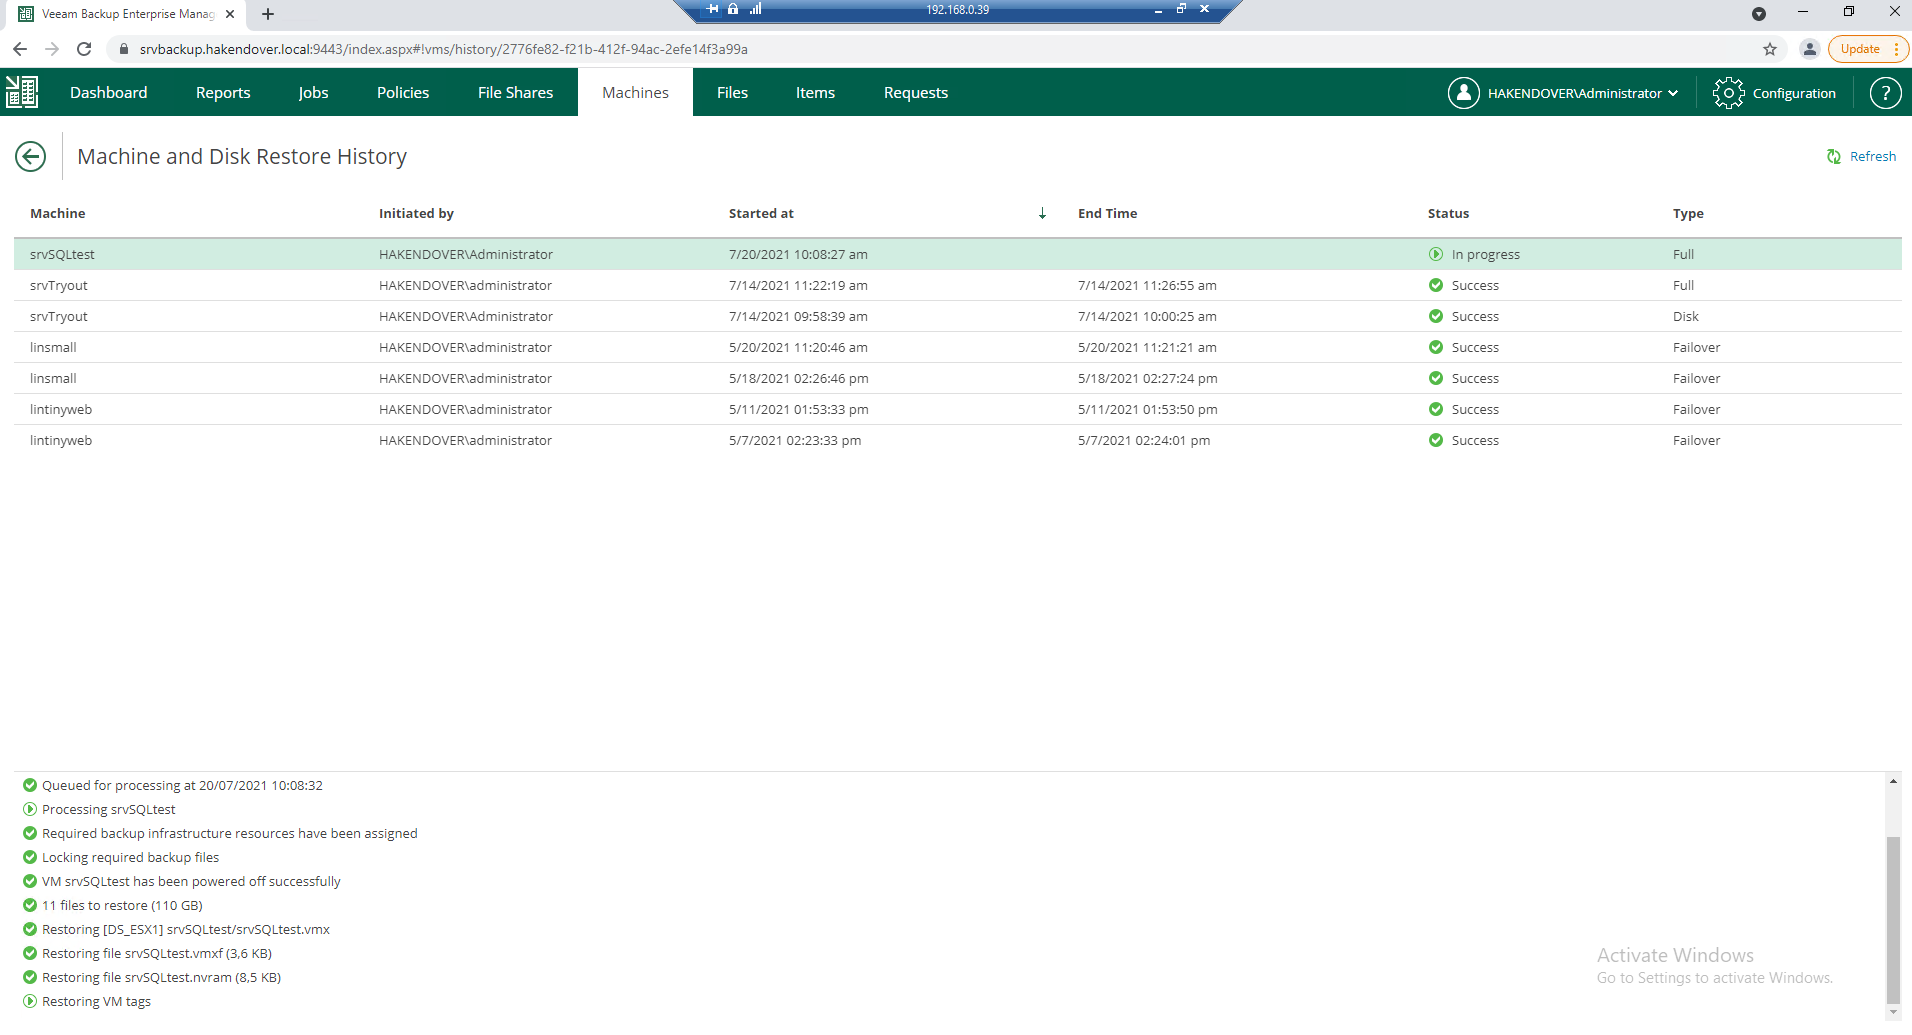 Veeam Backup Enterprise Manag
192.168.0.39
srvbackup.hakendover.local:9443/index.aspx#!vms/history/2776fe82-f21b-412f-94ac-2efe14f3a99a
Update
Dashboard Reports Jobs Policies File Shares Machines Files Items Requests HAKENDOVER\Administrator Configuration ?
Machine and Disk Restore History
Refresh
Machine Initiated by Started at End Time Status Type
srvSQLtest HAKENDOVER\Administrator 7/20/2021 10:08:27 am In progress Full
srvTryout HAKENDOVER\administrator 7/14/2021 11:22:19 am 7/14/2021 11:26:55 am Success Full
srvTryout HAKENDOVER\Administrator 7/14/2021 09:58:39 am 7/14/2021 10:00:25 am Success Disk
linsmall HAKENDOVER\administrator 5/20/2021 11:20:46 am 5/20/2021 11:21:21 am Success Failover
linsmall HAKENDOVER\administrator 5/18/2021 02:26:46 pm 5/18/2021 02:27:24 pm Success Failover
lintinyweb HAKENDOVER\administrator 5/11/2021 01:53:33 pm 5/11/2021 01:53:50 pm Success Failover
lintinyweb HAKENDOVER\administrator 5/7/2021 02:23:33 pm 5/7/2021 02:24:01 pm Success Failover
Queued for processing at 20/07/2021 10:08:32
Processing srvSQLtest
Required backup infrastructure resources have been assigned
Locking required backup files
VM srvSQLtest has been powered off successfully
11 files to restore (110 GB)
Restoring [DS_ESX1] srvSQLtest/srvSQLtest.vmx
Restoring file srvSQLtest.vmxf (3,6 KB)
Restoring file srvSQLtest.nvram (8,5 KB)
Restoring VM tags
Activate Windows
Go to Settings to activate Windows.